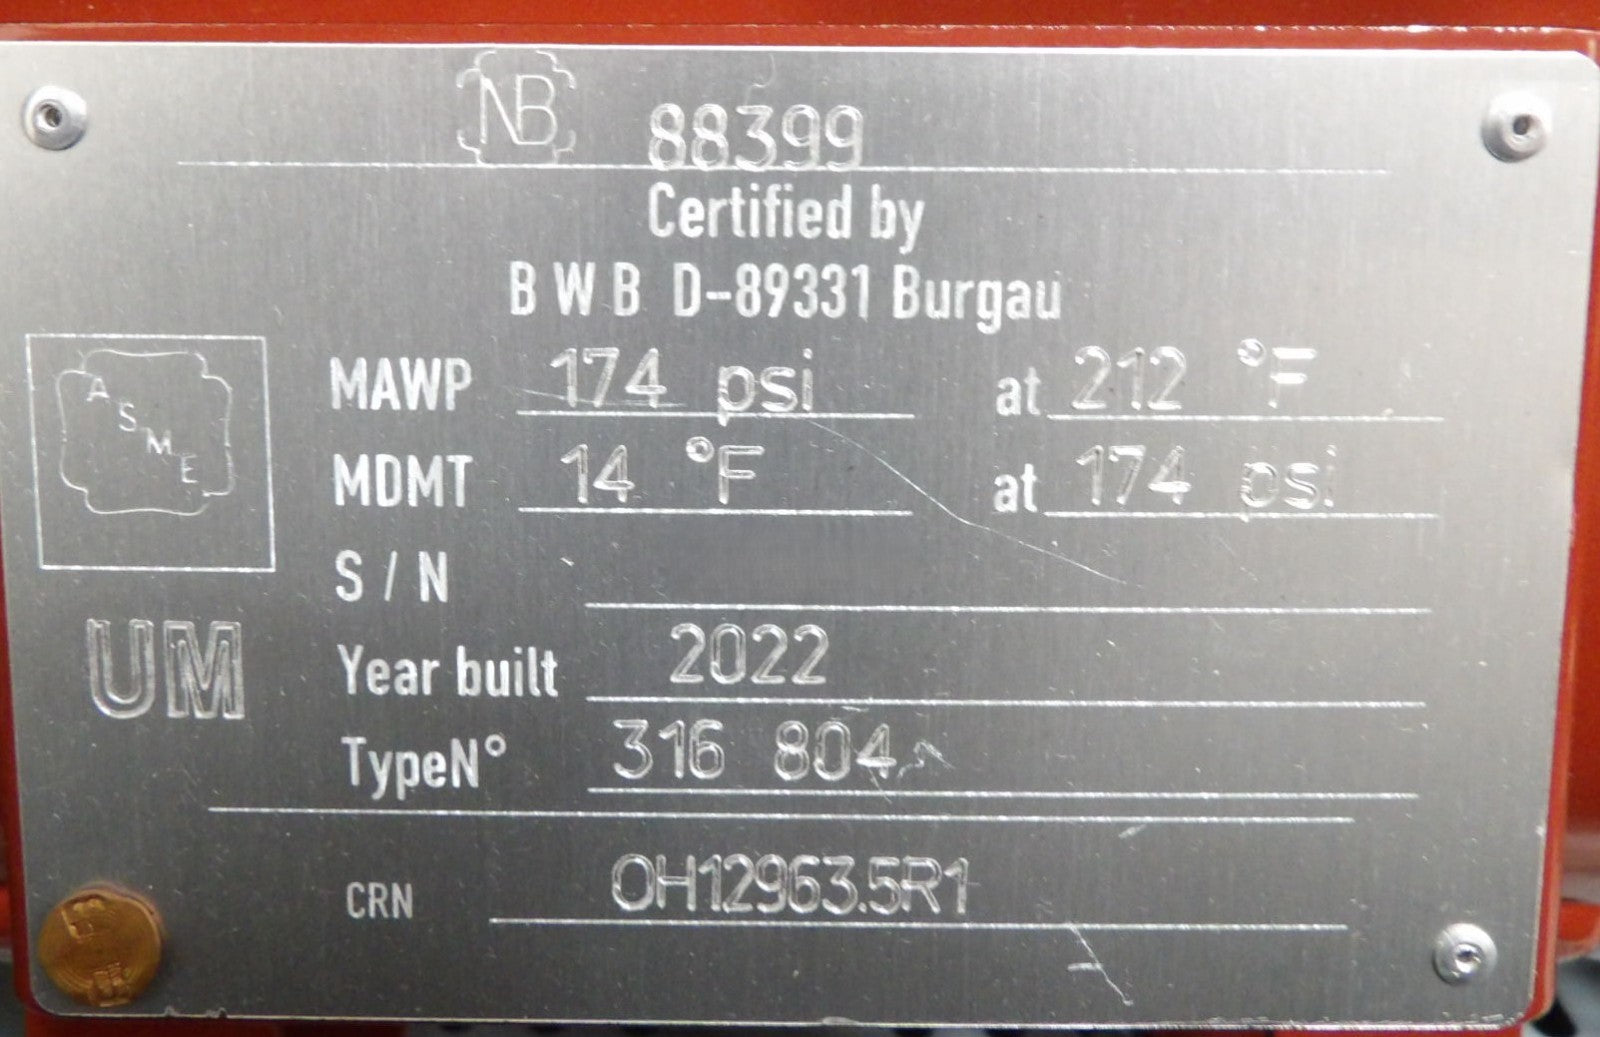 NB 88399
Certified by
B W B D-89331 Burgau
ASME
MAWP 174 psi at 212 °F
MDMT 14 °F at 174 psi
S / N
UM
Year built 2022
TypeN° 316 804
CRN OH12963.5R1